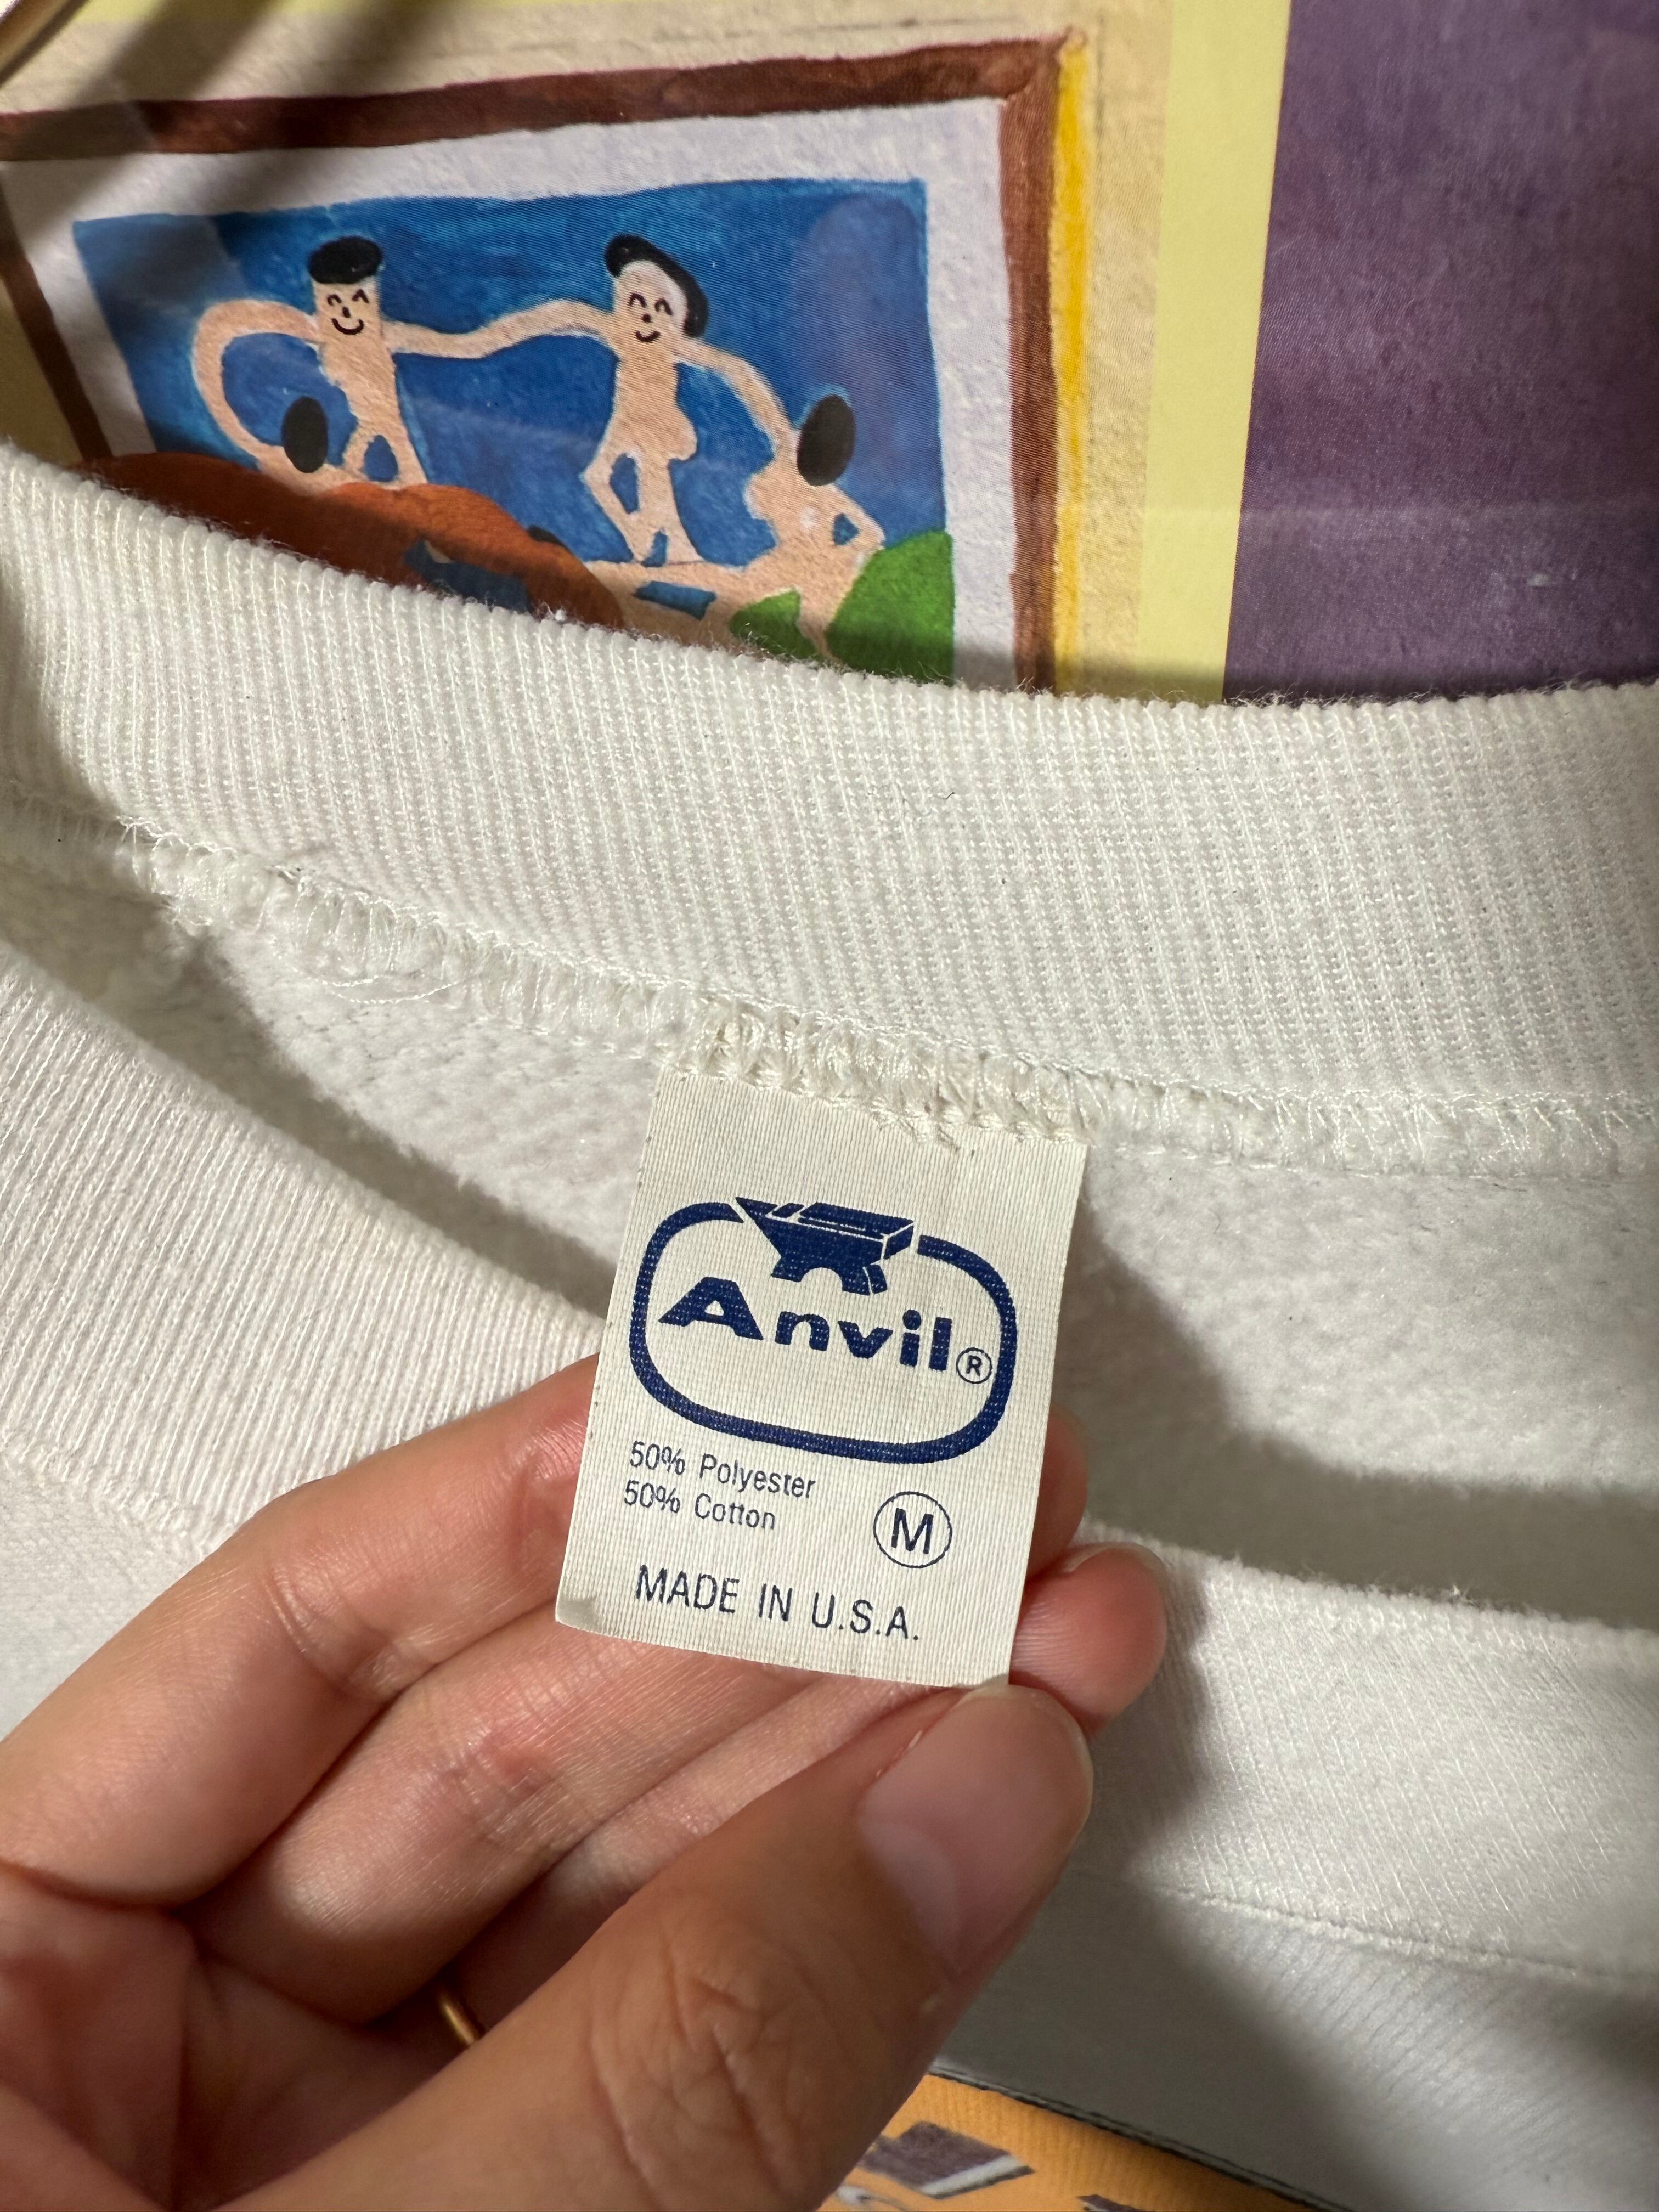 Anvil®
50% Polyester
50% Cotton
M
MADE IN U.S.A.